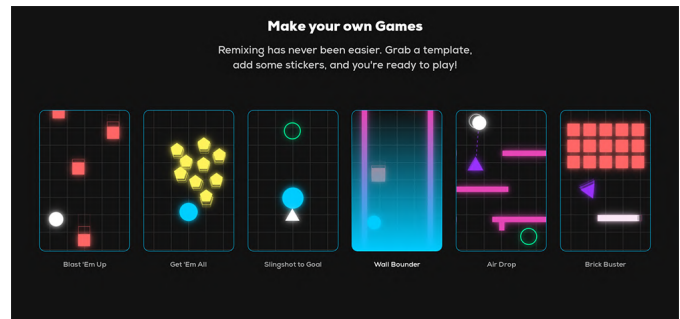 Make your own Games
Remixing has never been easier. Grab a template,
add some stickers, and you're ready to play!
Blast 'Em Up
Get 'Em All
Slingshot to Goal
Wall Bounder
Air Drop
Brick Buster